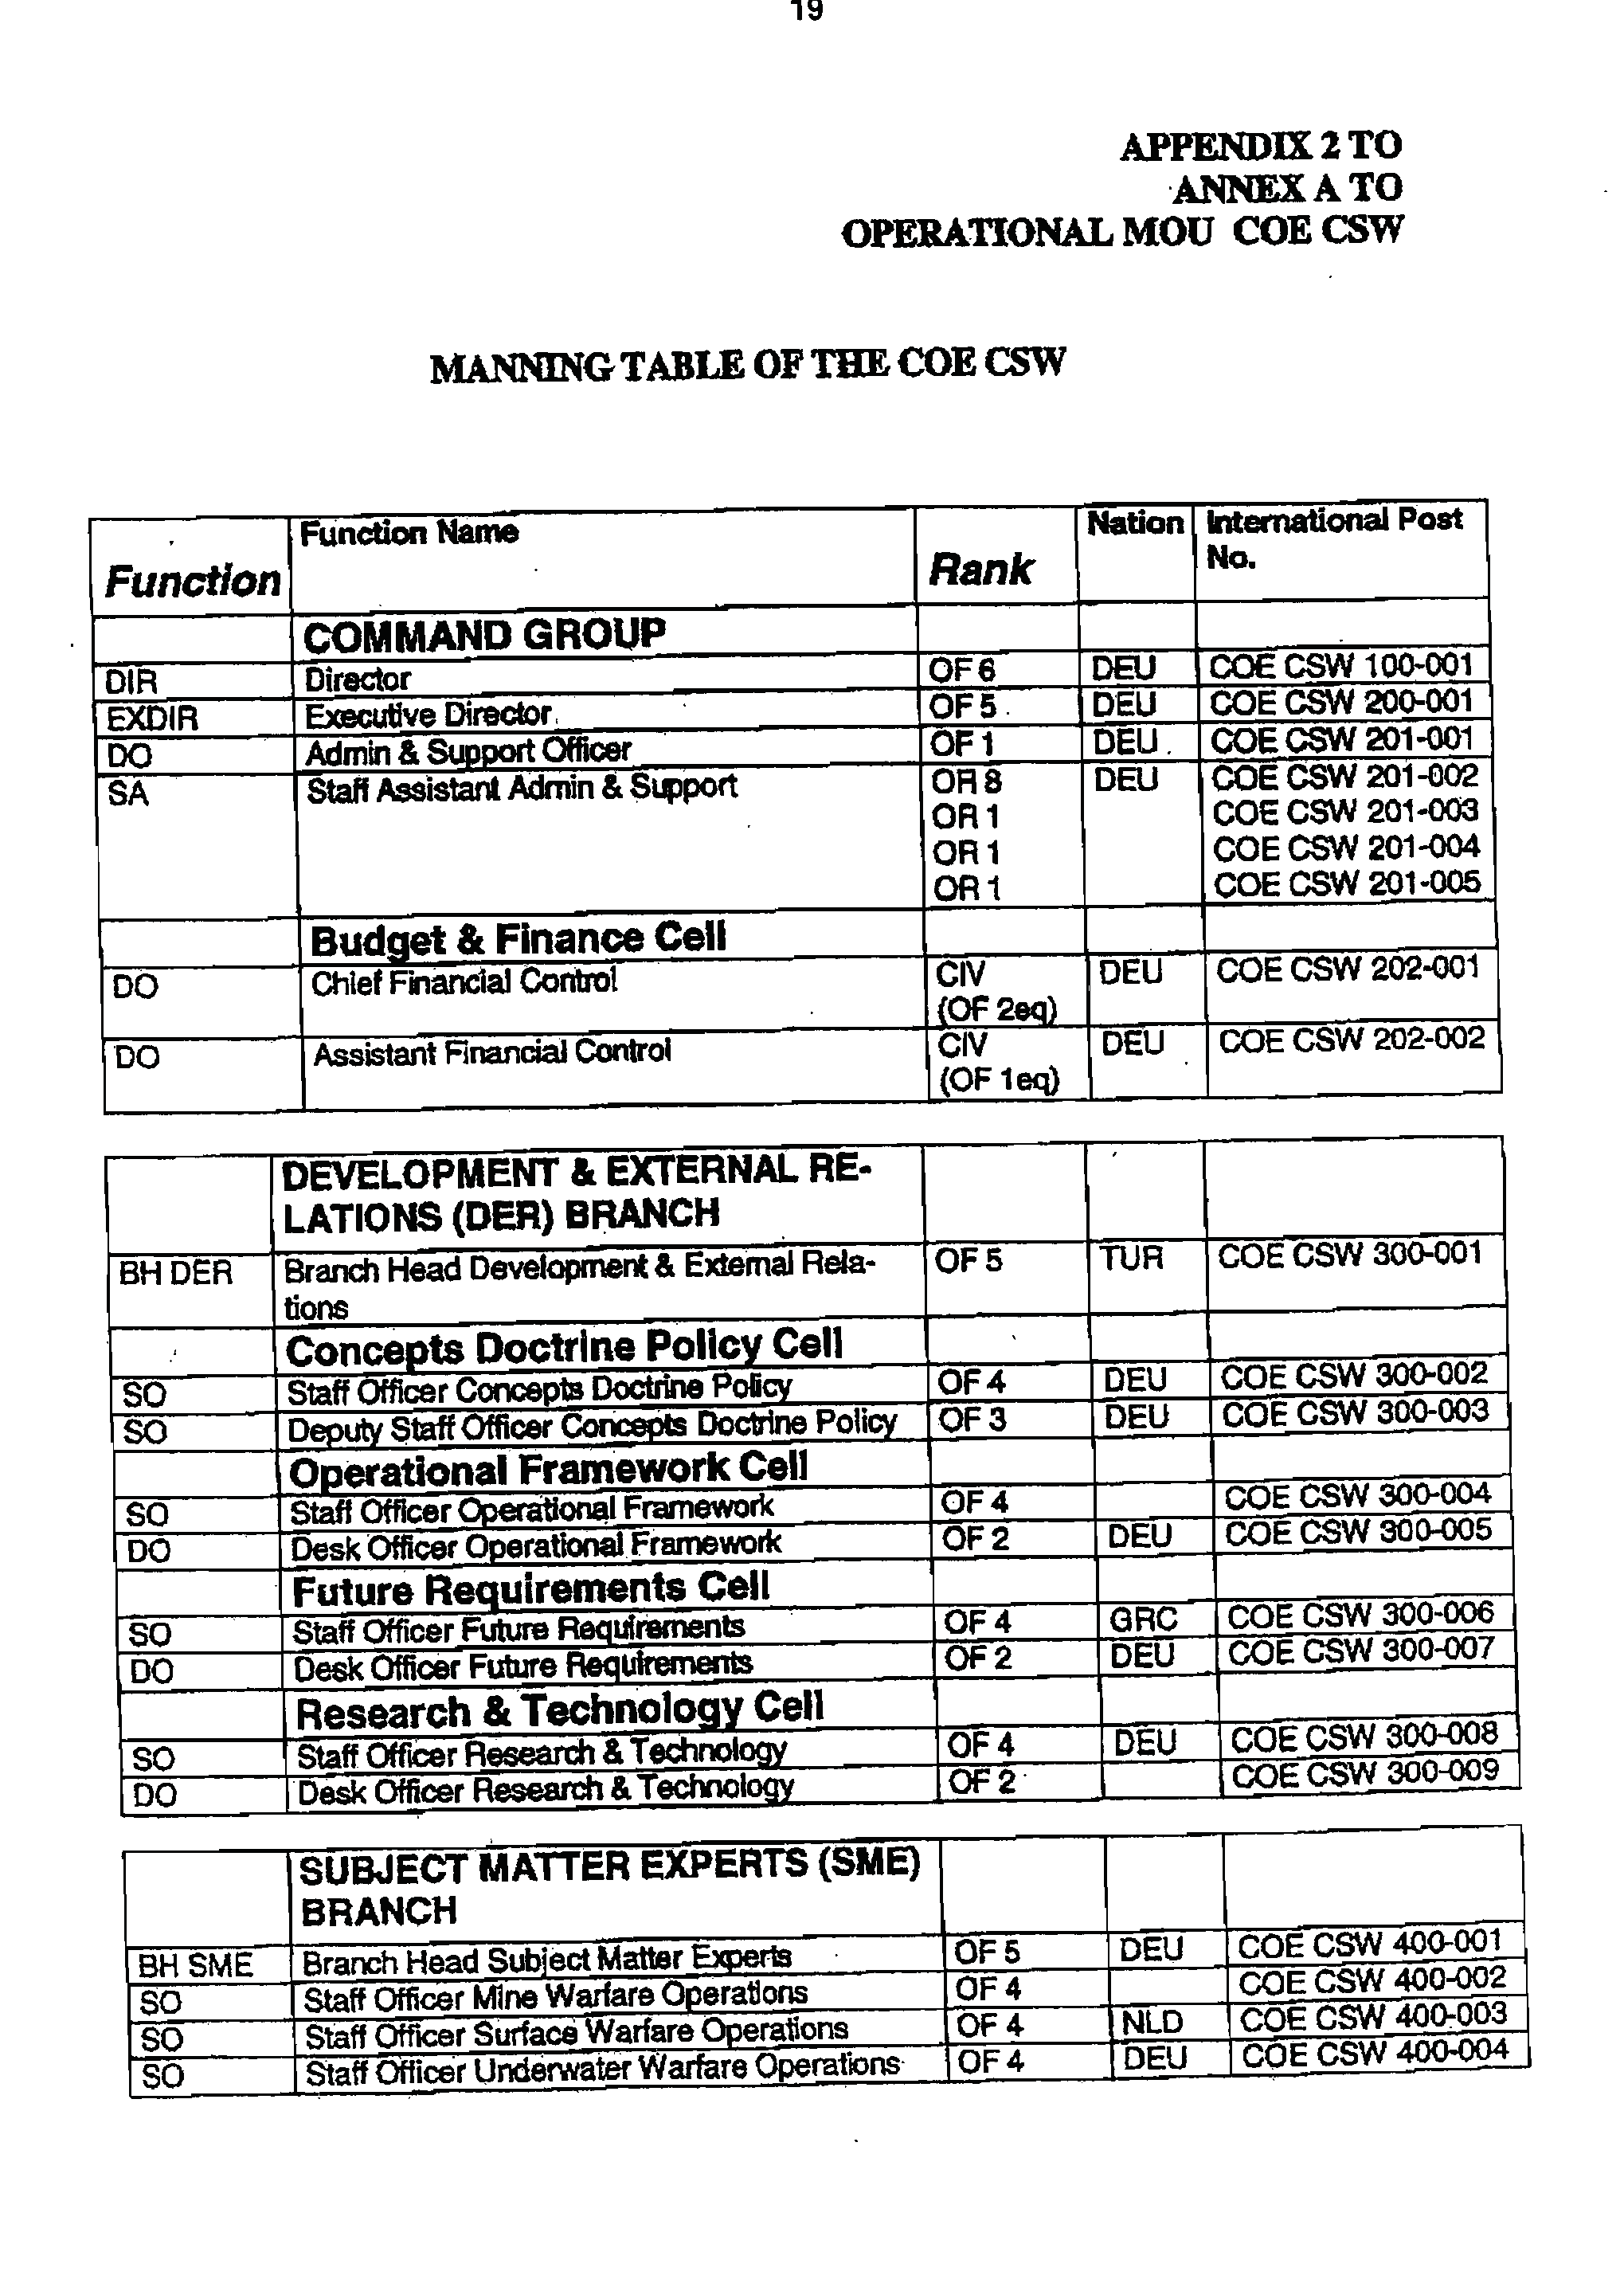 19
APPENDIX 2 TO
ANNEX A TO
OPERATIONAL MOU COE CSW
MANNING TABLE OF THE COE CSW
Function Function Name Rank Nation International Post
No.
COMMAND GROUP
DIR Director OF 6 DEU COE CSW 100-001
EXDIR Executive Director OF 5 DEU COE CSW 200-001
DO Admin & Support Officer OF 1 DEU COE CSW 201-001
SA Staff Assistant Admin & Support OR 8 DEU COE CSW 201-002
OR 1 COE CSW 201-003
OR 1 COE CSW 201-004
OR 1 COE CSW 201-005
Budget & Finance Cell
DO Chief Financial Control CIV DEU COE CSW 202-001
(OF 2eq)
DO Assistant Financial Control CIV DEU COE CSW 202-002
(OF 1eq)
DEVELOPMENT & EXTERNAL RE-
LATIONS (DER) BRANCH
BH DER Branch Head Development & External Rela- OF 5 TUR COE CSW 300-001
tions
Concepts Doctrine Policy Cell
SO Staff Officer Concepts Doctrine Policy OF 4 DEU COE CSW 300-002
SO Deputy Staff Officer Concepts Doctrine Policy OF 3 DEU COE CSW 300-003
Operational Framework Cell
SO Staff Officer Operational Framework OF 4 COE CSW 300-004
DO Desk Officer Operational Framework OF 2 DEU COE CSW 300-005
Future Requirements Cell
SO Staff Officer Future Requirements OF 4 GRC COE CSW 300-006
DO Desk Officer Future Requirements OF 2 DEU COE CSW 300-007
Research & Technology Cell
SO Staff Officer Research & Technology OF 4 DEU COE CSW 300-008
DO Desk Officer Research & Technology OF 2 COE CSW 300-009
SUBJECT MATTER EXPERTS (SME)
BRANCH
BH SME Branch Head Subject Matter Experts OF 5 DEU COE CSW 400-001
SO Staff Officer Mine Warfare Operations OF 4 COE CSW 400-002
SO Staff Officer Surface Warfare Operations OF 4 NLD COE CSW 400-003
SO Staff Officer Underwater Warfare Operations OF 4 DEU COE CSW 400-004